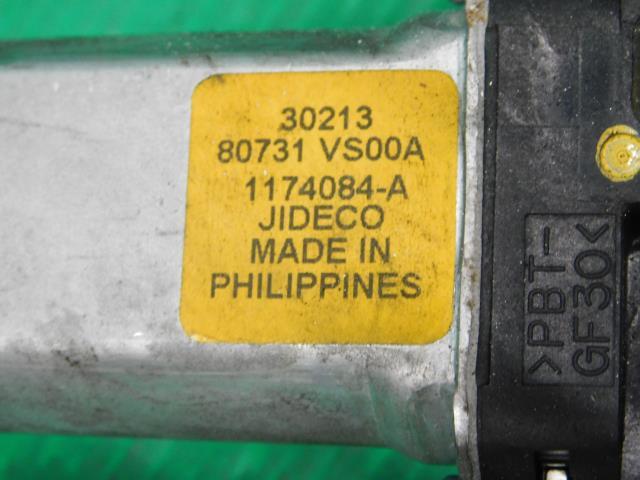 30213
80731 VS00A
1174084-A
JIDECO
MADE IN
PHILIPPINES
>PBT-
GF30<